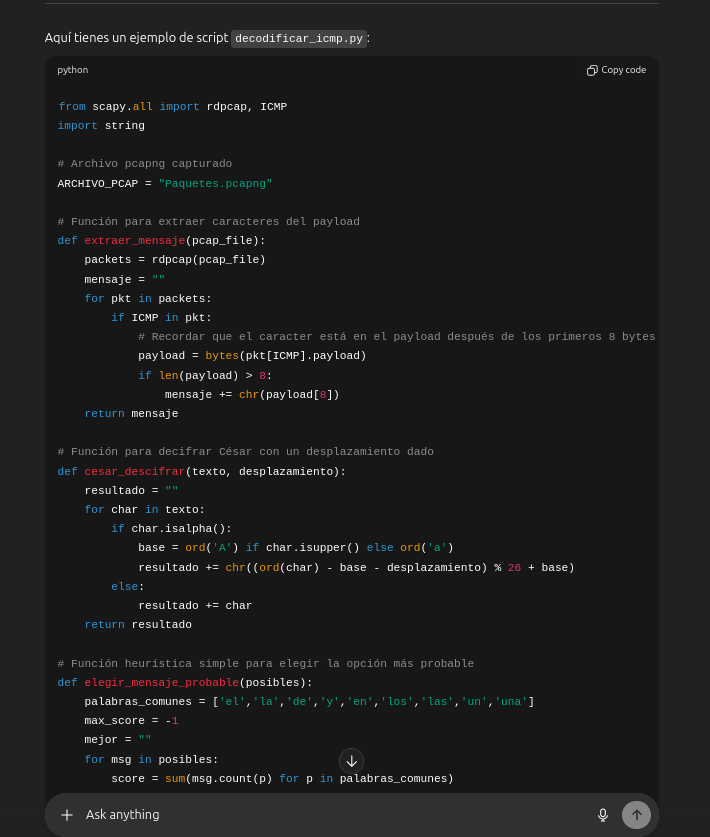 Aquí tienes un ejemplo de script decodificar_icmp.py:
python
Copy code
from scapy.all import rdpcap, ICMP
import string
# Archivo pcapng capturado
ARCHIVO_PCAP = "Paquetes.pcapng"
# Función para extraer caracteres del payload
def extraer_mensaje(pcap_file):
    packets = rdpcap(pcap_file)
    mensaje = ""
    for pkt in packets:
        if ICMP in pkt:
            # Recordar que el caracter está en el payload después de los primeros 8 bytes
            payload = bytes(pkt[ICMP].payload)
            if len(payload) > 8:
                mensaje += chr(payload[8])
    return mensaje
# Función para decifrar César con un desplazamiento dado
def cesar_descifrar(texto, desplazamiento):
    resultado = ""
    for char in texto:
        if char.isalpha():
            base = ord('A') if char.isupper() else ord('a')
            resultado += chr((ord(char) - base - desplazamiento) % 26 + base)
        else:
            resultado += char
    return resultado
# Función heurística simple para elegir la opción más probable
def elegir_mensaje_probable(posibles):
    palabras_comunes = ['el','la','de','y','en','los','las','un','una']
    max_score = -1
    mejor = ""
    for msg in posibles:
        score = sum(msg.count(p) for p in palabras_comunes)
Ask anything